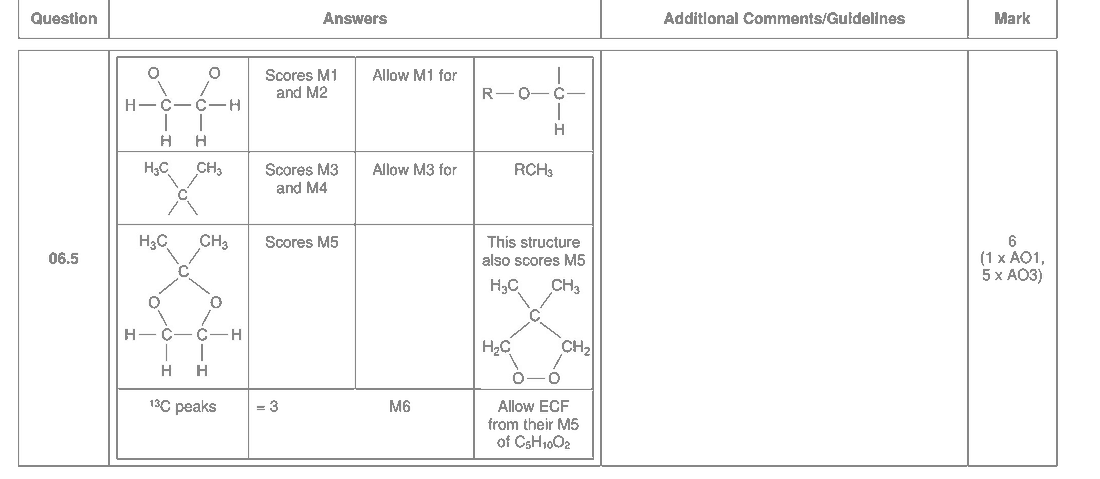 Question Answers Additional Comments/Guidelines Mark
O O
H—C—C—H
H H
Scores M1
and M2
Allow M1 for
R—O—C—
H
H₃C CH₃
C
Scores M3
and M4
Allow M3 for
RCH₃
06.5
H₃C CH₃
C
O O
H—C—C—H
H H
Scores M5
This structure
also scores M5
H₃C CH₃
C
H₂C CH₂
O—O
6
(1 x AO1,
5 x AO3)
¹³C peaks = 3 M6
Allow ECF
from their M5
of C₅H₁₀O₂